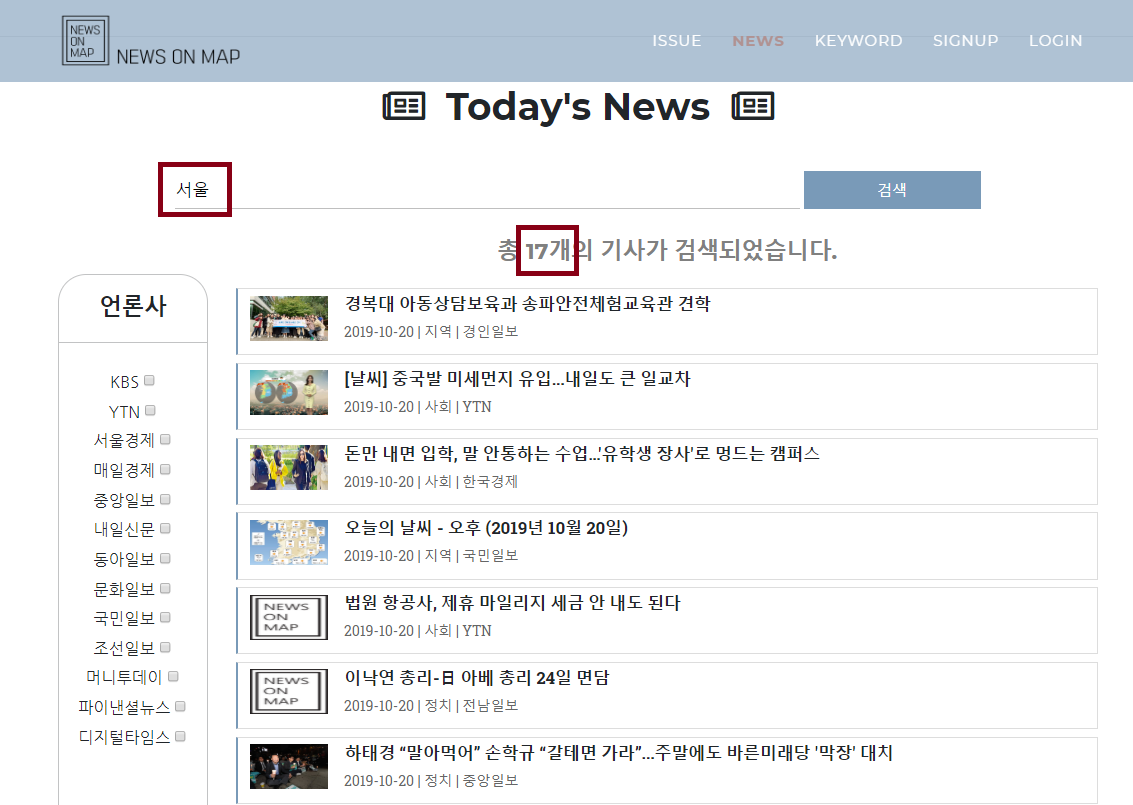 NEWS
ON
MAP
NEWS ON MAP
ISSUE NEWS KEYWORD SIGNUP LOGIN
Today's News
서울
검색
총 17개의 기사가 검색되었습니다.
언론사
KBS
YTN
서울경제
매일경제
중앙일보
내일신문
동아일보
문화일보
국민일보
조선일보
머니투데이
파이낸셜뉴스
디지털타임스
경복대 아동상담보육과 송파안전체험교육관 견학
2019-10-20 | 지역 | 경인일보
[날씨] 중국발 미세먼지 유입...내일도 큰 일교차
2019-10-20 | 사회 | YTN
돈만 내면 입학, 말 안통하는 수업…'유학생 장사'로 멍드는 캠퍼스
2019-10-20 | 사회 | 한국경제
오늘의 날씨 - 오후 (2019년 10월 20일)
2019-10-20 | 지역 | 국민일보
NEWS
ON
MAP
법원 항공사, 제휴 마일리지 세금 안 내도 된다
2019-10-20 | 사회 | YTN
NEWS
ON
MAP
이낙연 총리-日 아베 총리 24일 면담
2019-10-20 | 정치 | 전남일보
하태경 “말아먹어” 손학규 “갈테면 가라”…주말에도 바른미래당 '막장' 대치
2019-10-20 | 정치 | 중앙일보